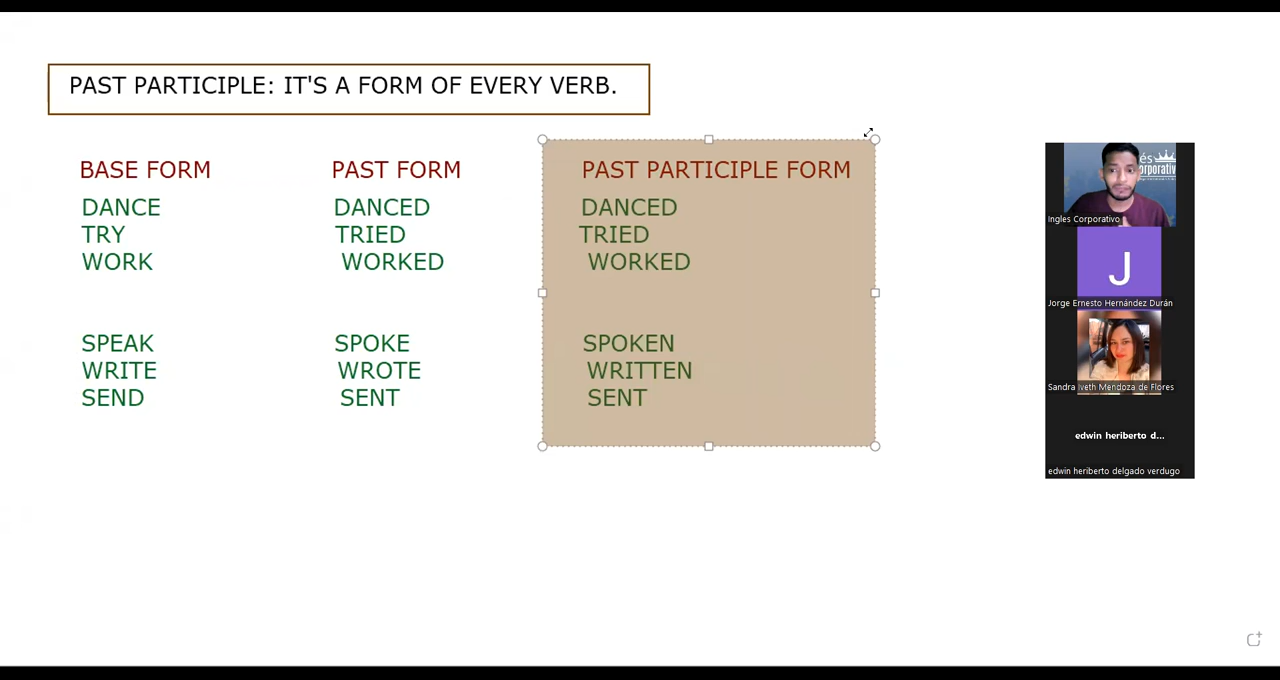 PAST PARTICIPLE: IT'S A FORM OF EVERY VERB.
BASE FORM PAST FORM PAST PARTICIPLE FORM
DANCE DANCED DANCED
TRY TRIED TRIED
WORK WORKED WORKED
SPEAK SPOKE SPOKEN
WRITE WROTE WRITTEN
SEND SENT SENT
Ingles Corporativo
J
Jorge Ernesto Hernández Durán
Sandra Iveth Mendoza de Flores
edwin heriberto d...
edwin heriberto delgado verdugo